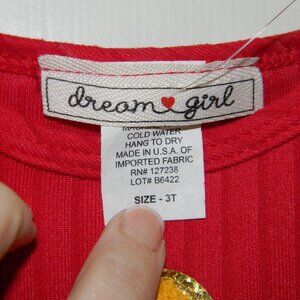 dream girl
COLD WATER
HANG TO DRY
MADE IN U.S.A. OF
IMPORTED FABRIC
RN# 127238
LOT# B6422
SIZE - 3T